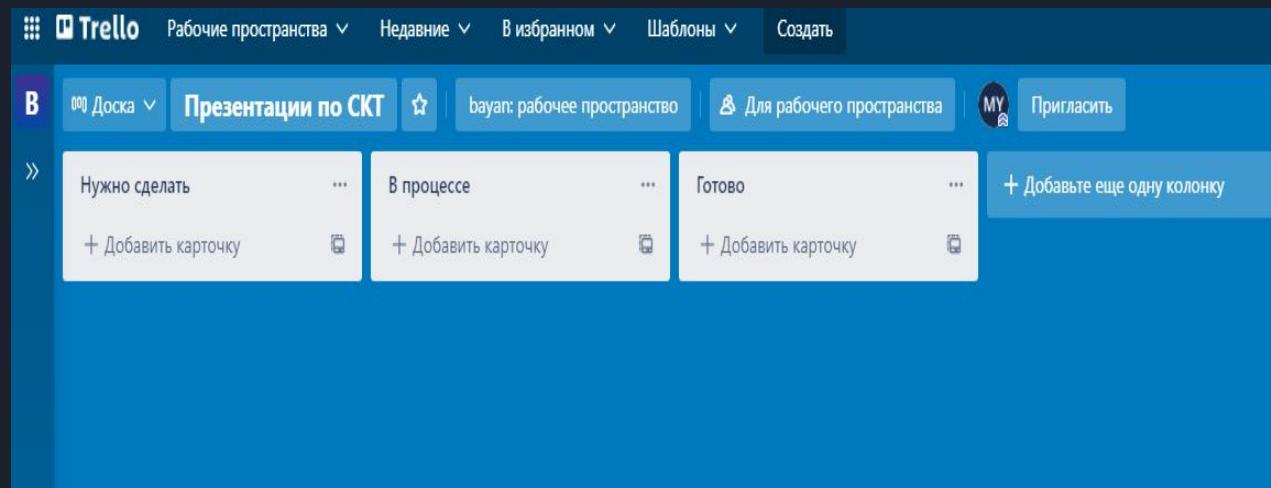 Trello Рабочие пространства Недавние В избранном Шаблоны Создать
B Доска Презентации по СКТ bayan: рабочее пространство Для рабочего пространства MY Пригласить
Нужно сделать ... В процессе ... Готово ... + Добавьте еще одну колонку
+ Добавить карточку + Добавить карточку + Добавить карточку